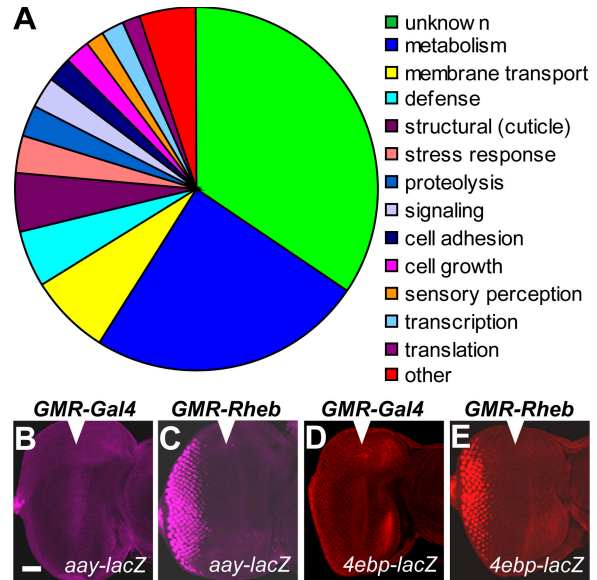 A
unknown
metabolism
membrane transport
defense
structural (cuticle)
stress response
proteolysis
signaling
cell adhesion
cell growth
sensory perception
transcription
translation
other
GMR-Gal4 GMR-Rheb GMR-Gal4 GMR-Rheb
B C D E
aay-lacZ aay-lacZ 4ebp-lacZ 4ebp-lacZ